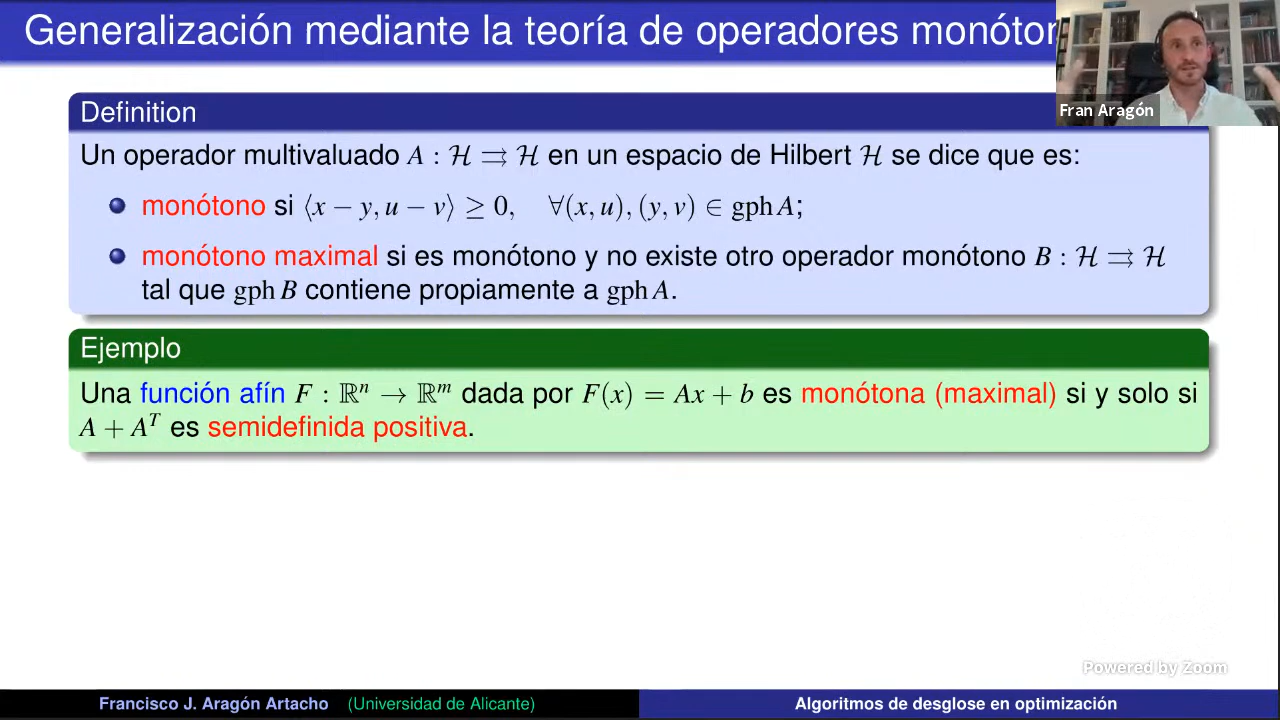 Generalización mediante la teoría de operadores monóton
Fran Aragón
Definition
Un operador multivaluado A : ℋ ⇉ ℋ en un espacio de Hilbert ℋ se dice que es:
monótono si ⟨x − y, u − v⟩ ≥ 0, ∀(x, u), (y, v) ∈ gph A;
monótono maximal si es monótono y no existe otro operador monótono B : ℋ ⇉ ℋ
tal que gph B contiene propiamente a gph A.
Ejemplo
Una función afín F : ℝⁿ → ℝᵐ dada por F(x) = Ax + b es monótona (maximal) si y solo si
A + Aᵀ es semidefinida positiva.
Powered by Zoom
Francisco J. Aragón Artacho (Universidad de Alicante) Algoritmos de desglose en optimización